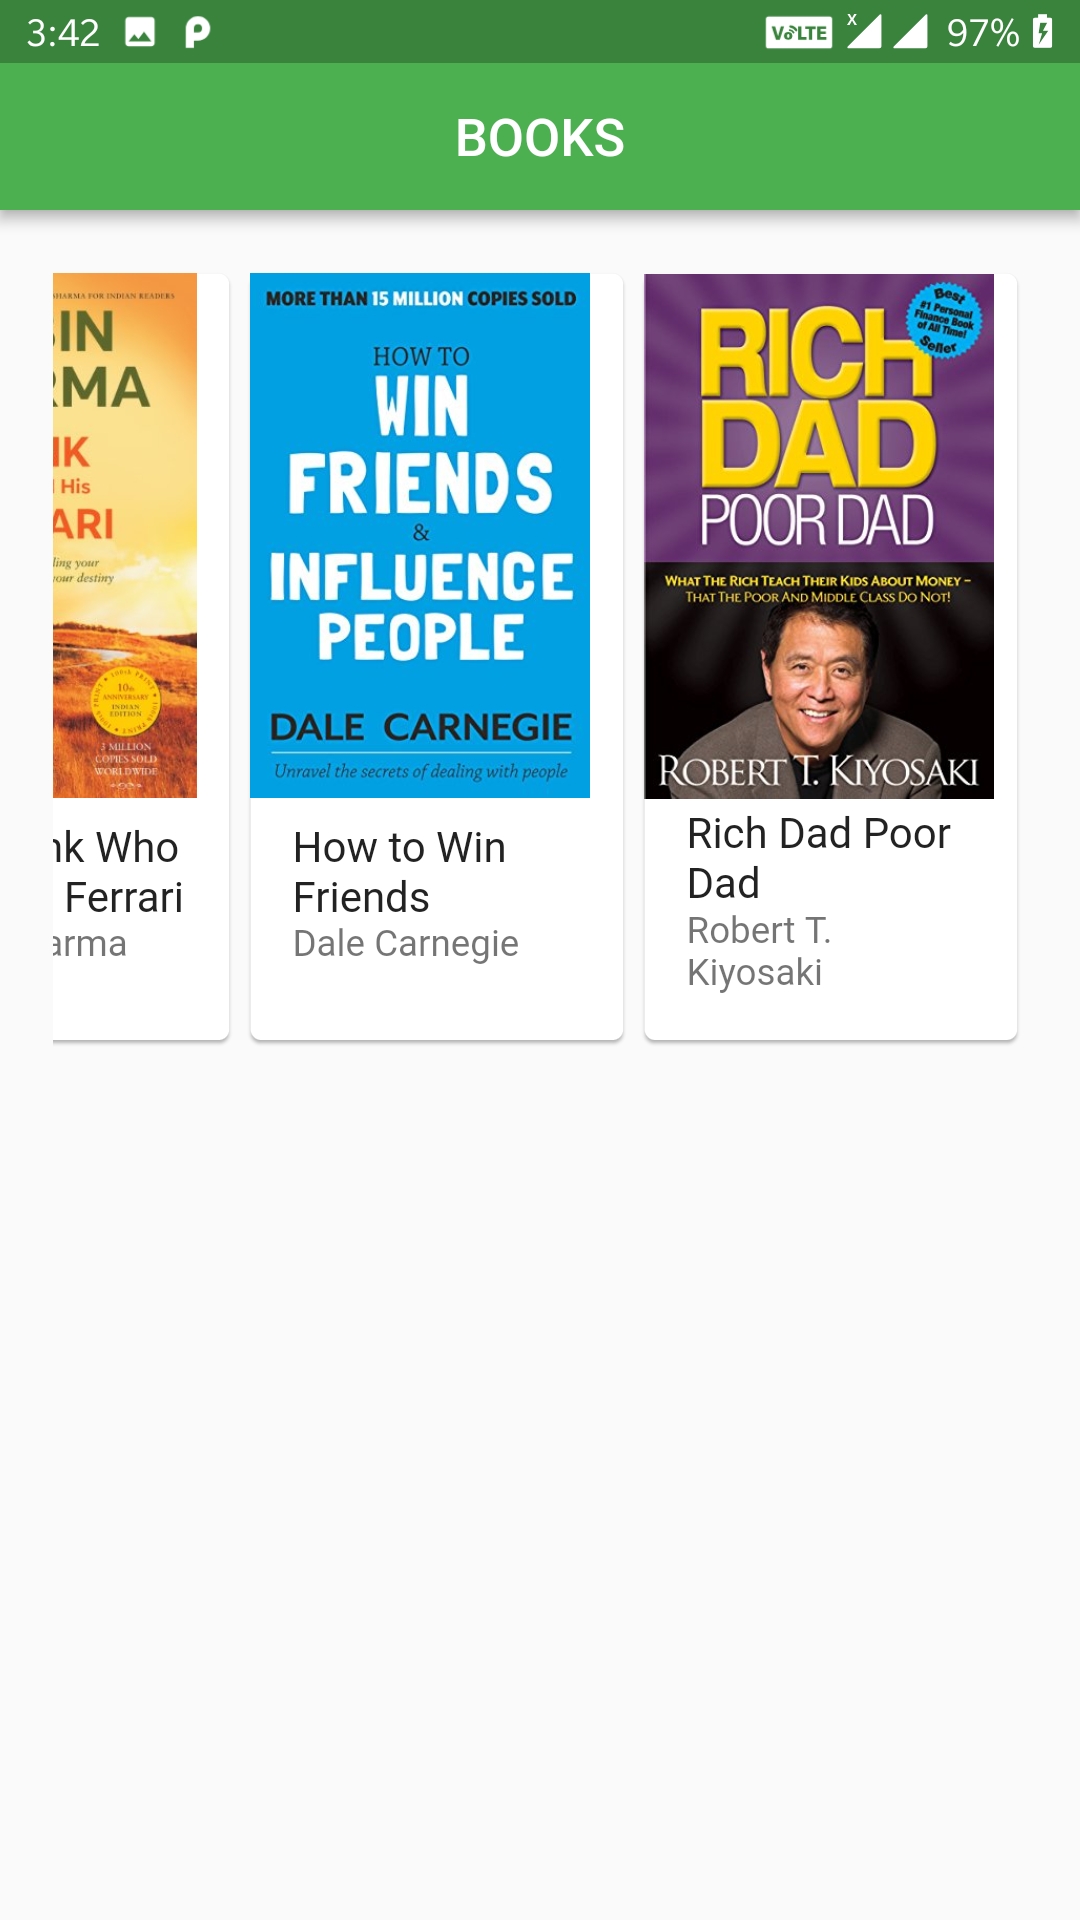 3:42
VoLTE X 97%
BOOKS
SHARMA FOR INDIAN READERS
IN
RMA
IK
His
ARI
ling your
your destiny
100th PRINT
10th
ANNIVERSARY
INDIAN
EDITION
3 MILLION
COPIES SOLD
WORLDWIDE
nk Who
Ferrari
arma
MORE THAN 15 MILLION COPIES SOLD
HOW TO
WIN
FRIENDS
&
INFLUENCE
PEOPLE
DALE CARNEGIE
Unravel the secrets of dealing with people
How to Win
Friends
Dale Carnegie
Best
#1 Personal
Finance Book
of All Time!
Seller
RICH
DAD
POOR DAD
WHAT THE RICH TEACH THEIR KIDS ABOUT MONEY –
THAT THE POOR AND MIDDLE CLASS DO NOT!
ROBERT T. KIYOSAKI
Rich Dad Poor
Dad
Robert T.
Kiyosaki